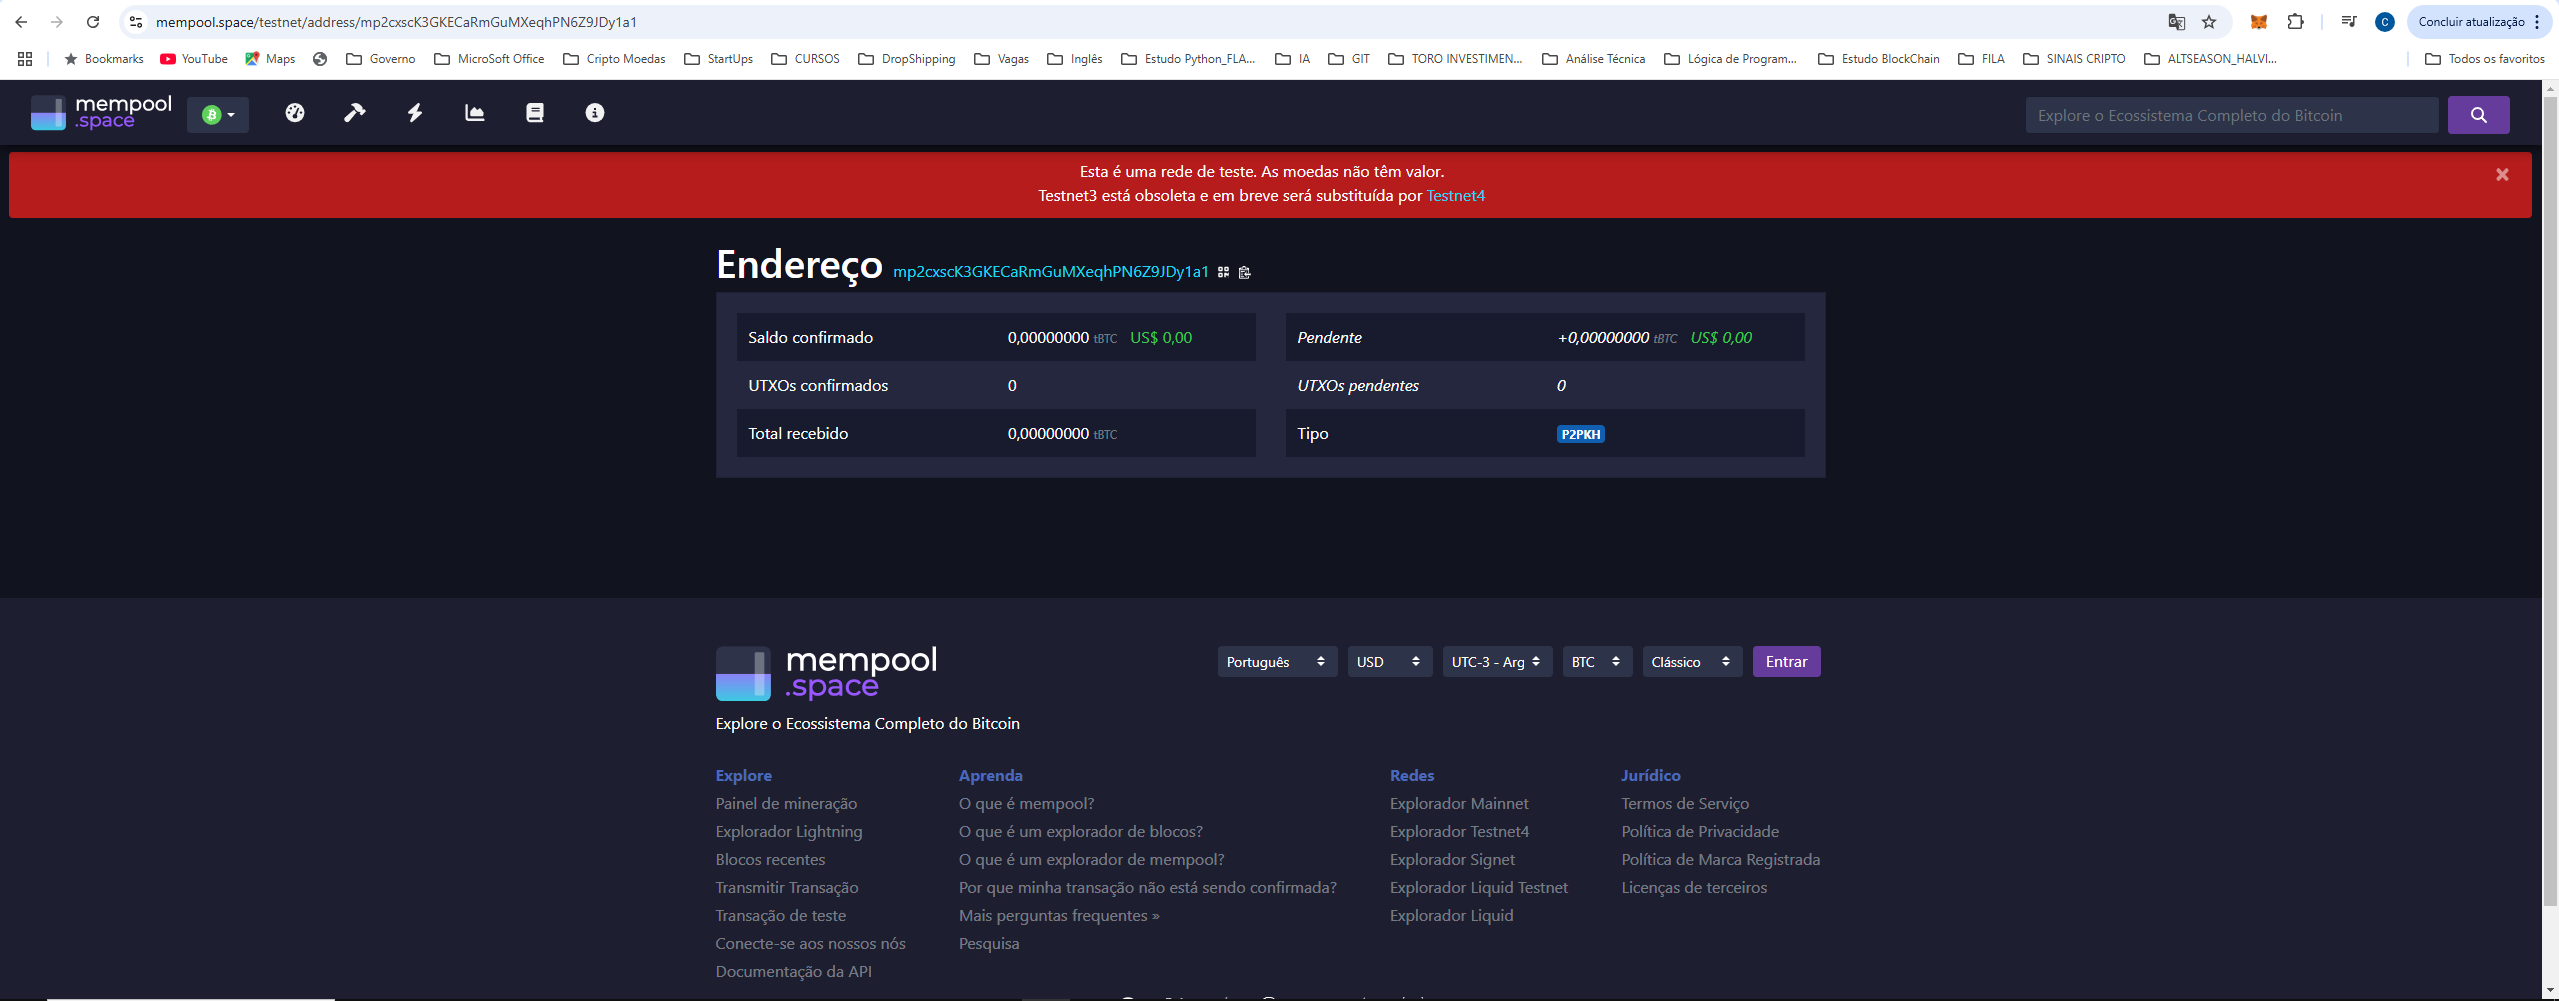 mempool.space/testnet/address/mp2cxscK3GKECaRmGuMXeqhPN6Z9JDy1a1
C
Concluir atualização
Bookmarks YouTube Maps Governo MicroSoft Office Cripto Moedas StartUps CURSOS DropShipping Vagas Inglês Estudo Python_FLA... IA GIT TORO INVESTIMEN... Análise Técnica Lógica de Program... Estudo BlockChain FILA SINAIS CRIPTO ALTSEASON_HALVI... Todos os favoritos
mempool
.space
Explore o Ecossistema Completo do Bitcoin
Esta é uma rede de teste. As moedas não têm valor.
Testnet3 está obsoleta e em breve será substituída por Testnet4
Endereço mp2cxscK3GKECaRmGuMXeqhPN6Z9JDy1a1
Saldo confirmado 0,00000000 tBTC US$ 0,00
UTXOs confirmados 0
Total recebido 0,00000000 tBTC
Pendente +0,00000000 tBTC US$ 0,00
UTXOs pendentes 0
Tipo P2PKH
mempool
.space
Português USD UTC-3 - Arg BTC Clássico Entrar
Explore o Ecossistema Completo do Bitcoin
Explore
Painel de mineração
Explorador Lightning
Blocos recentes
Transmitir Transação
Transação de teste
Conecte-se aos nossos nós
Documentação da API
Aprenda
O que é mempool?
O que é um explorador de blocos?
O que é um explorador de mempool?
Por que minha transação não está sendo confirmada?
Mais perguntas frequentes »
Pesquisa
Redes
Explorador Mainnet
Explorador Testnet4
Explorador Signet
Explorador Liquid Testnet
Explorador Liquid
Jurídico
Termos de Serviço
Política de Privacidade
Política de Marca Registrada
Licenças de terceiros